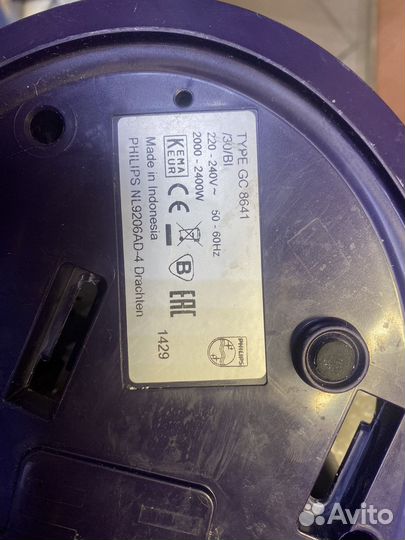 TYPE GC 8641
/30/BI
220 - 240V~ 50 - 60Hz
2000 - 2400W
KEMA
KEUR
CE
B
EAC
Made in Indonesia
PHILIPS NL9206AD-4 Drachten
1429
PHILIPS
Avito